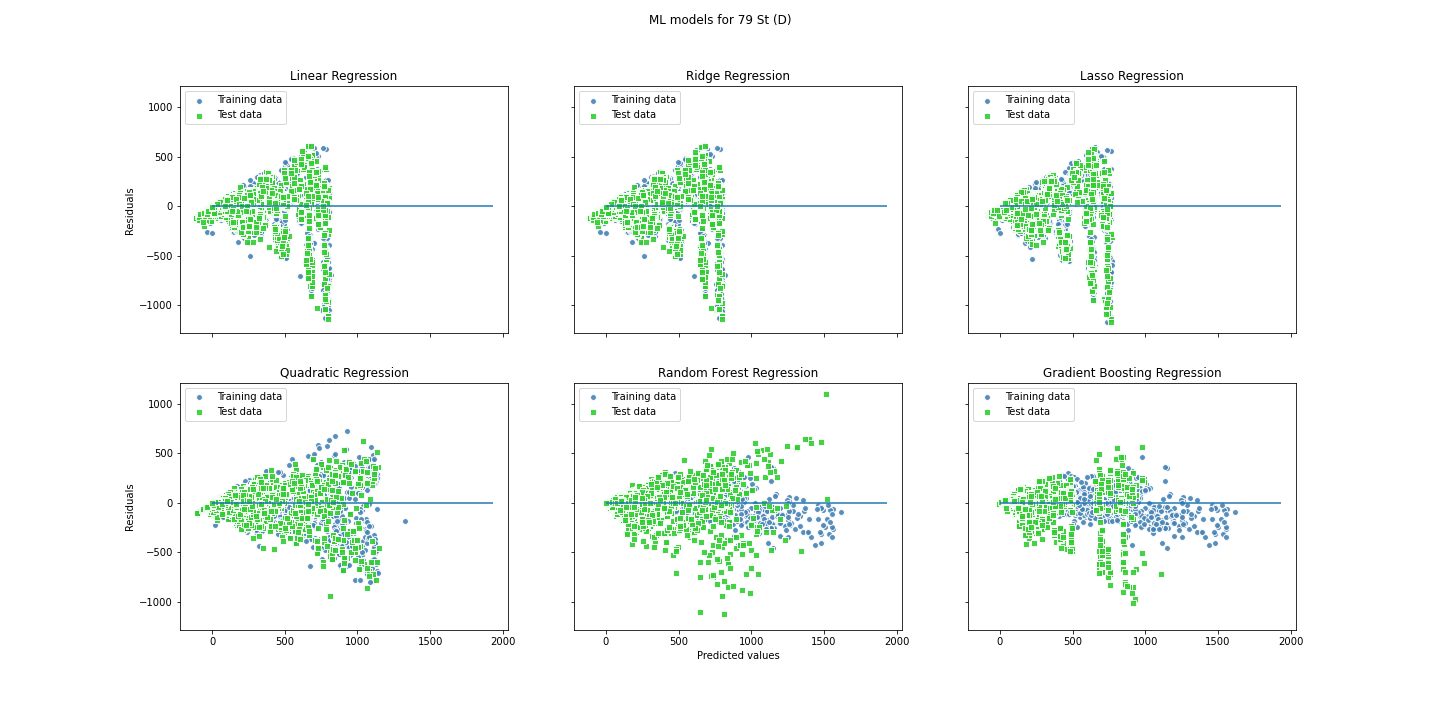 ML models for 79 St (D)
Linear Regression
Training data
Test data
1000
500
0
−500
−1000
Residuals
Ridge Regression
Training data
Test data
Lasso Regression
Training data
Test data
Quadratic Regression
Training data
Test data
1000
500
0
−500
−1000
Residuals
0 500 1000 1500 2000
Random Forest Regression
Training data
Test data
0 500 1000 1500 2000
Predicted values
Gradient Boosting Regression
Training data
Test data
0 500 1000 1500 2000